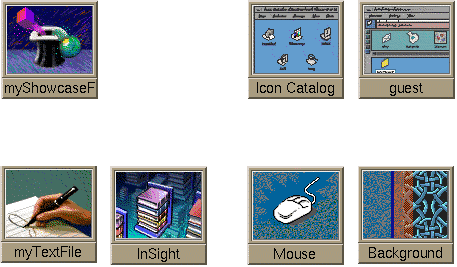 myShowcaseF
Icon Catalog
guest
myTextFile
InSight
Mouse
Background